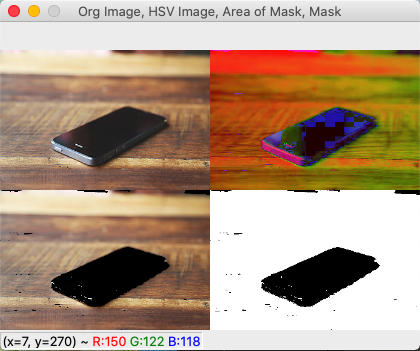 Org Image, HSV Image, Area of Mask, Mask
(x=7, y=270) ~ R:150 G:122 B:118